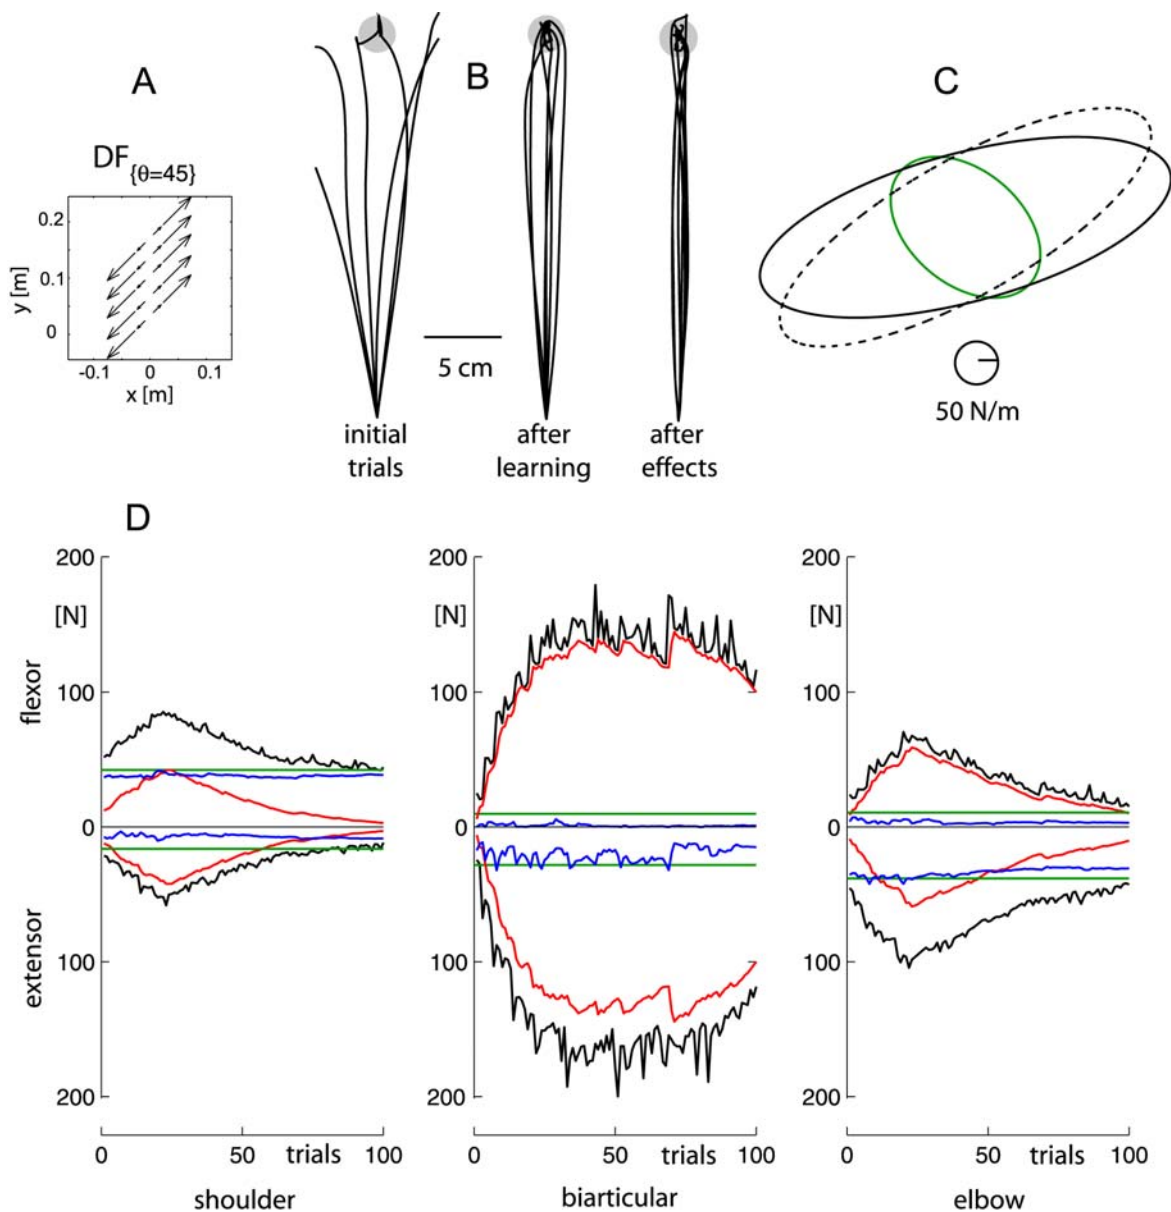 A
B
C
DF{θ=45}
0.2
0.1
0
y [m]
-0.1 0 0.1
x [m]
5 cm
50 N/m
initial
trials
after
learning
after
effects
D
200
[N]
100
0
100
200
flexor
extensor
0 50 trials 100
shoulder
200
[N]
100
0
100
200
0 50 trials 100
biarticular
200
[N]
100
0
100
200
0 50 trials 100
elbow